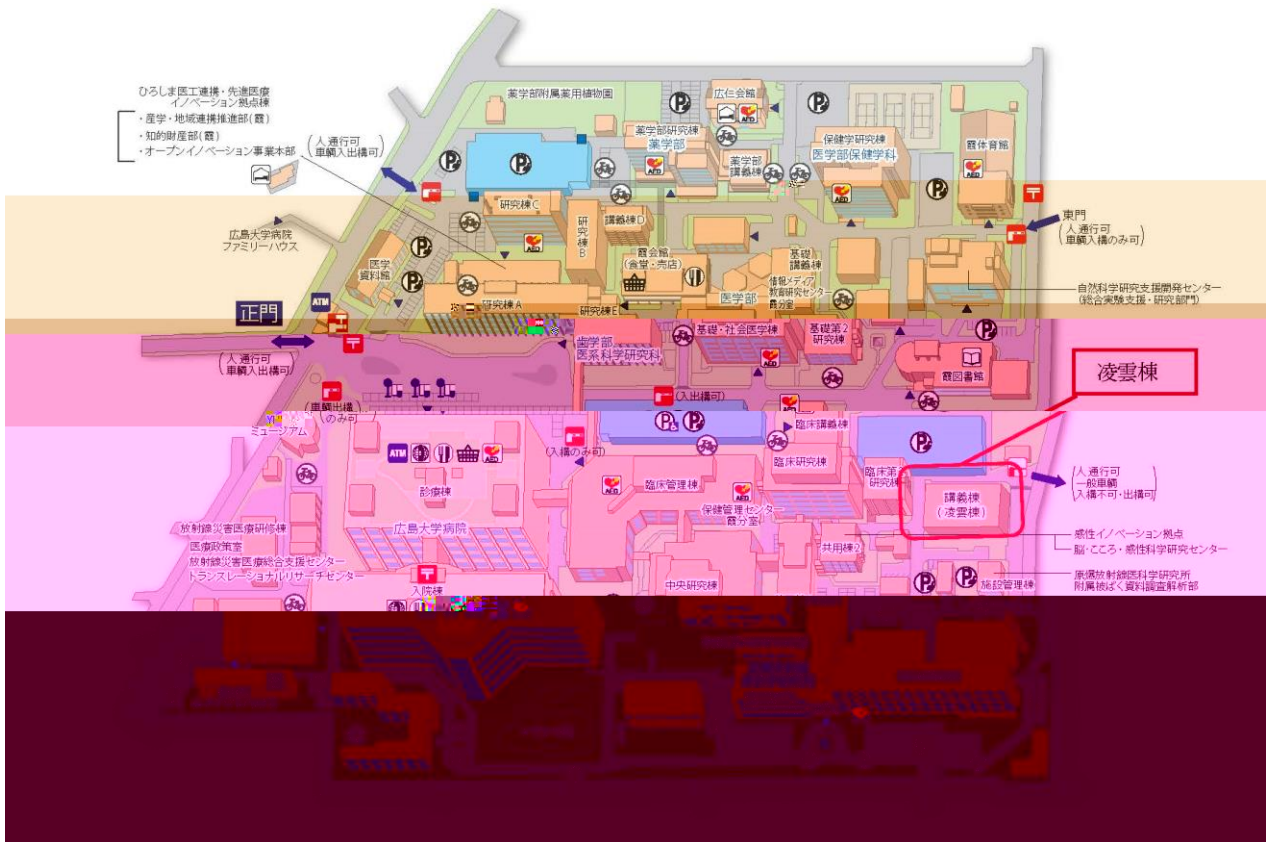 ひろしま医工連携・先進医療
イノベーション拠点棟
・産学・地域連携推進部(霞)
・知的財産部(霞)
・オープンイノベーション事業本部
(人通行可
車輌入出構可)
薬学部附属薬用植物園
広仁会館
AED
薬学部研究棟
薬学部
AED
薬学部
講義棟
保健学研究棟
医学部保健学科
AED
霞体育館
AED
広島大学病院
ファミリーハウス
医学
資料館
研究棟C
AED
研究棟B
講義棟D
霞会館
(食堂・売店)
基礎
講義棟
情報メディア
教育研究センター
霞分室
医学部
東門
(人通行可
車輌入構のみ可)
自然科学研究支援開発センター
(総合実験支援・研究部門)
ATM
正門
研究棟A
研究棟E
(人通行可
車輌入出構可)
歯学部
医系科学研究科
基礎・社会医学棟
AED
基礎第2
研究棟
霞図書館
凌雲棟
(車輌出構
のみ可)
(入出構可)
AED
ミュージアム
(入構のみ可)
臨床講義棟
ATM
AED
診療棟
広島大学病院
AED
臨床管理棟
AED
保健管理センター
霞分室
臨床研究棟
臨床第2
研究棟
講義棟
(凌雲棟)
(人通行可
一般車輌
入構不可・出構可)
放射線災害医療研修棟
医療政策室
放射線災害医療総合支援センター
トランスレーショナルリサーチセンター
入院棟
中央研究棟
共用棟2
感性イノベーション拠点
脳・こころ・感性科学研究センター
原爆放射線医科学研究所
附属被ばく資料調査解析部
施設管理棟